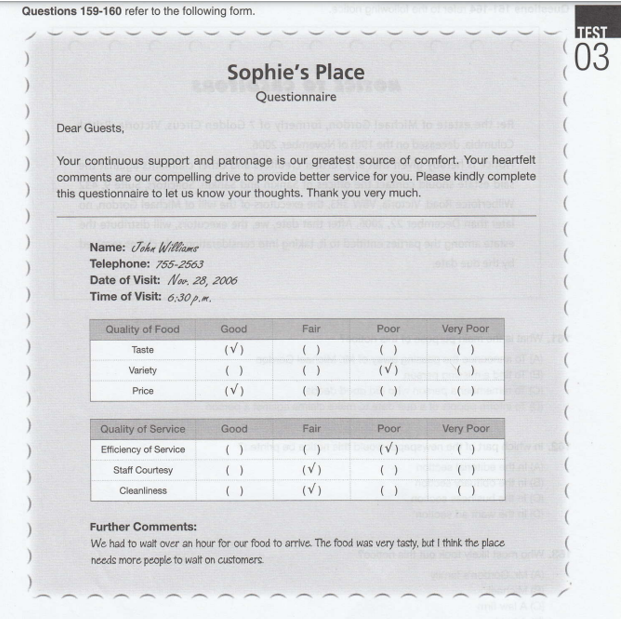 Questions 159-160 refer to the following form.
TEST
03
Sophie's Place
Questionnaire
Dear Guests,
Your continuous support and patronage is our greatest source of comfort. Your heartfelt
comments are our compelling drive to provide better service for you. Please kindly complete
this questionnaire to let us know your thoughts. Thank you very much.
Name: John Williams
Telephone: 755-2563
Date of Visit: Nov. 28, 2006
Time of Visit: 6:30 p.m.
Quality of Food Good Fair Poor Very Poor
Taste (√) ( ) ( ) ( )
Variety ( ) ( ) (√) ( )
Price (√) ( ) ( ) ( )
Quality of Service Good Fair Poor Very Poor
Efficiency of Service ( ) ( ) (√) ( )
Staff Courtesy ( ) (√) ( ) ( )
Cleanliness ( ) (√) ( ) ( )
Further Comments:
We had to wait over an hour for our food to arrive. The food was very tasty, but I think the place
needs more people to wait on customers.